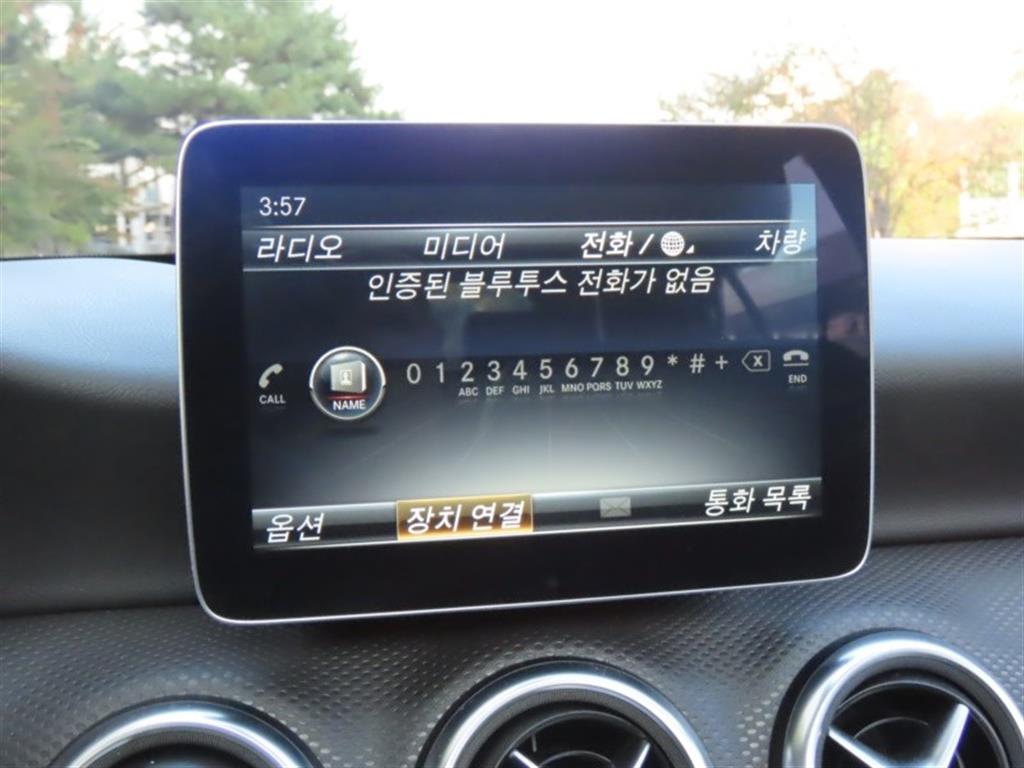 3:57
라디오 미디어 전화 / 차량
인증된 블루투스 전화가 없음
CALL NAME 0 1 2 3 4 5 6 7 8 9 * # + X END
ABC DEF GHI JKL MNO PQRS TUV WXYZ
옵션 장치 연결 통화 목록